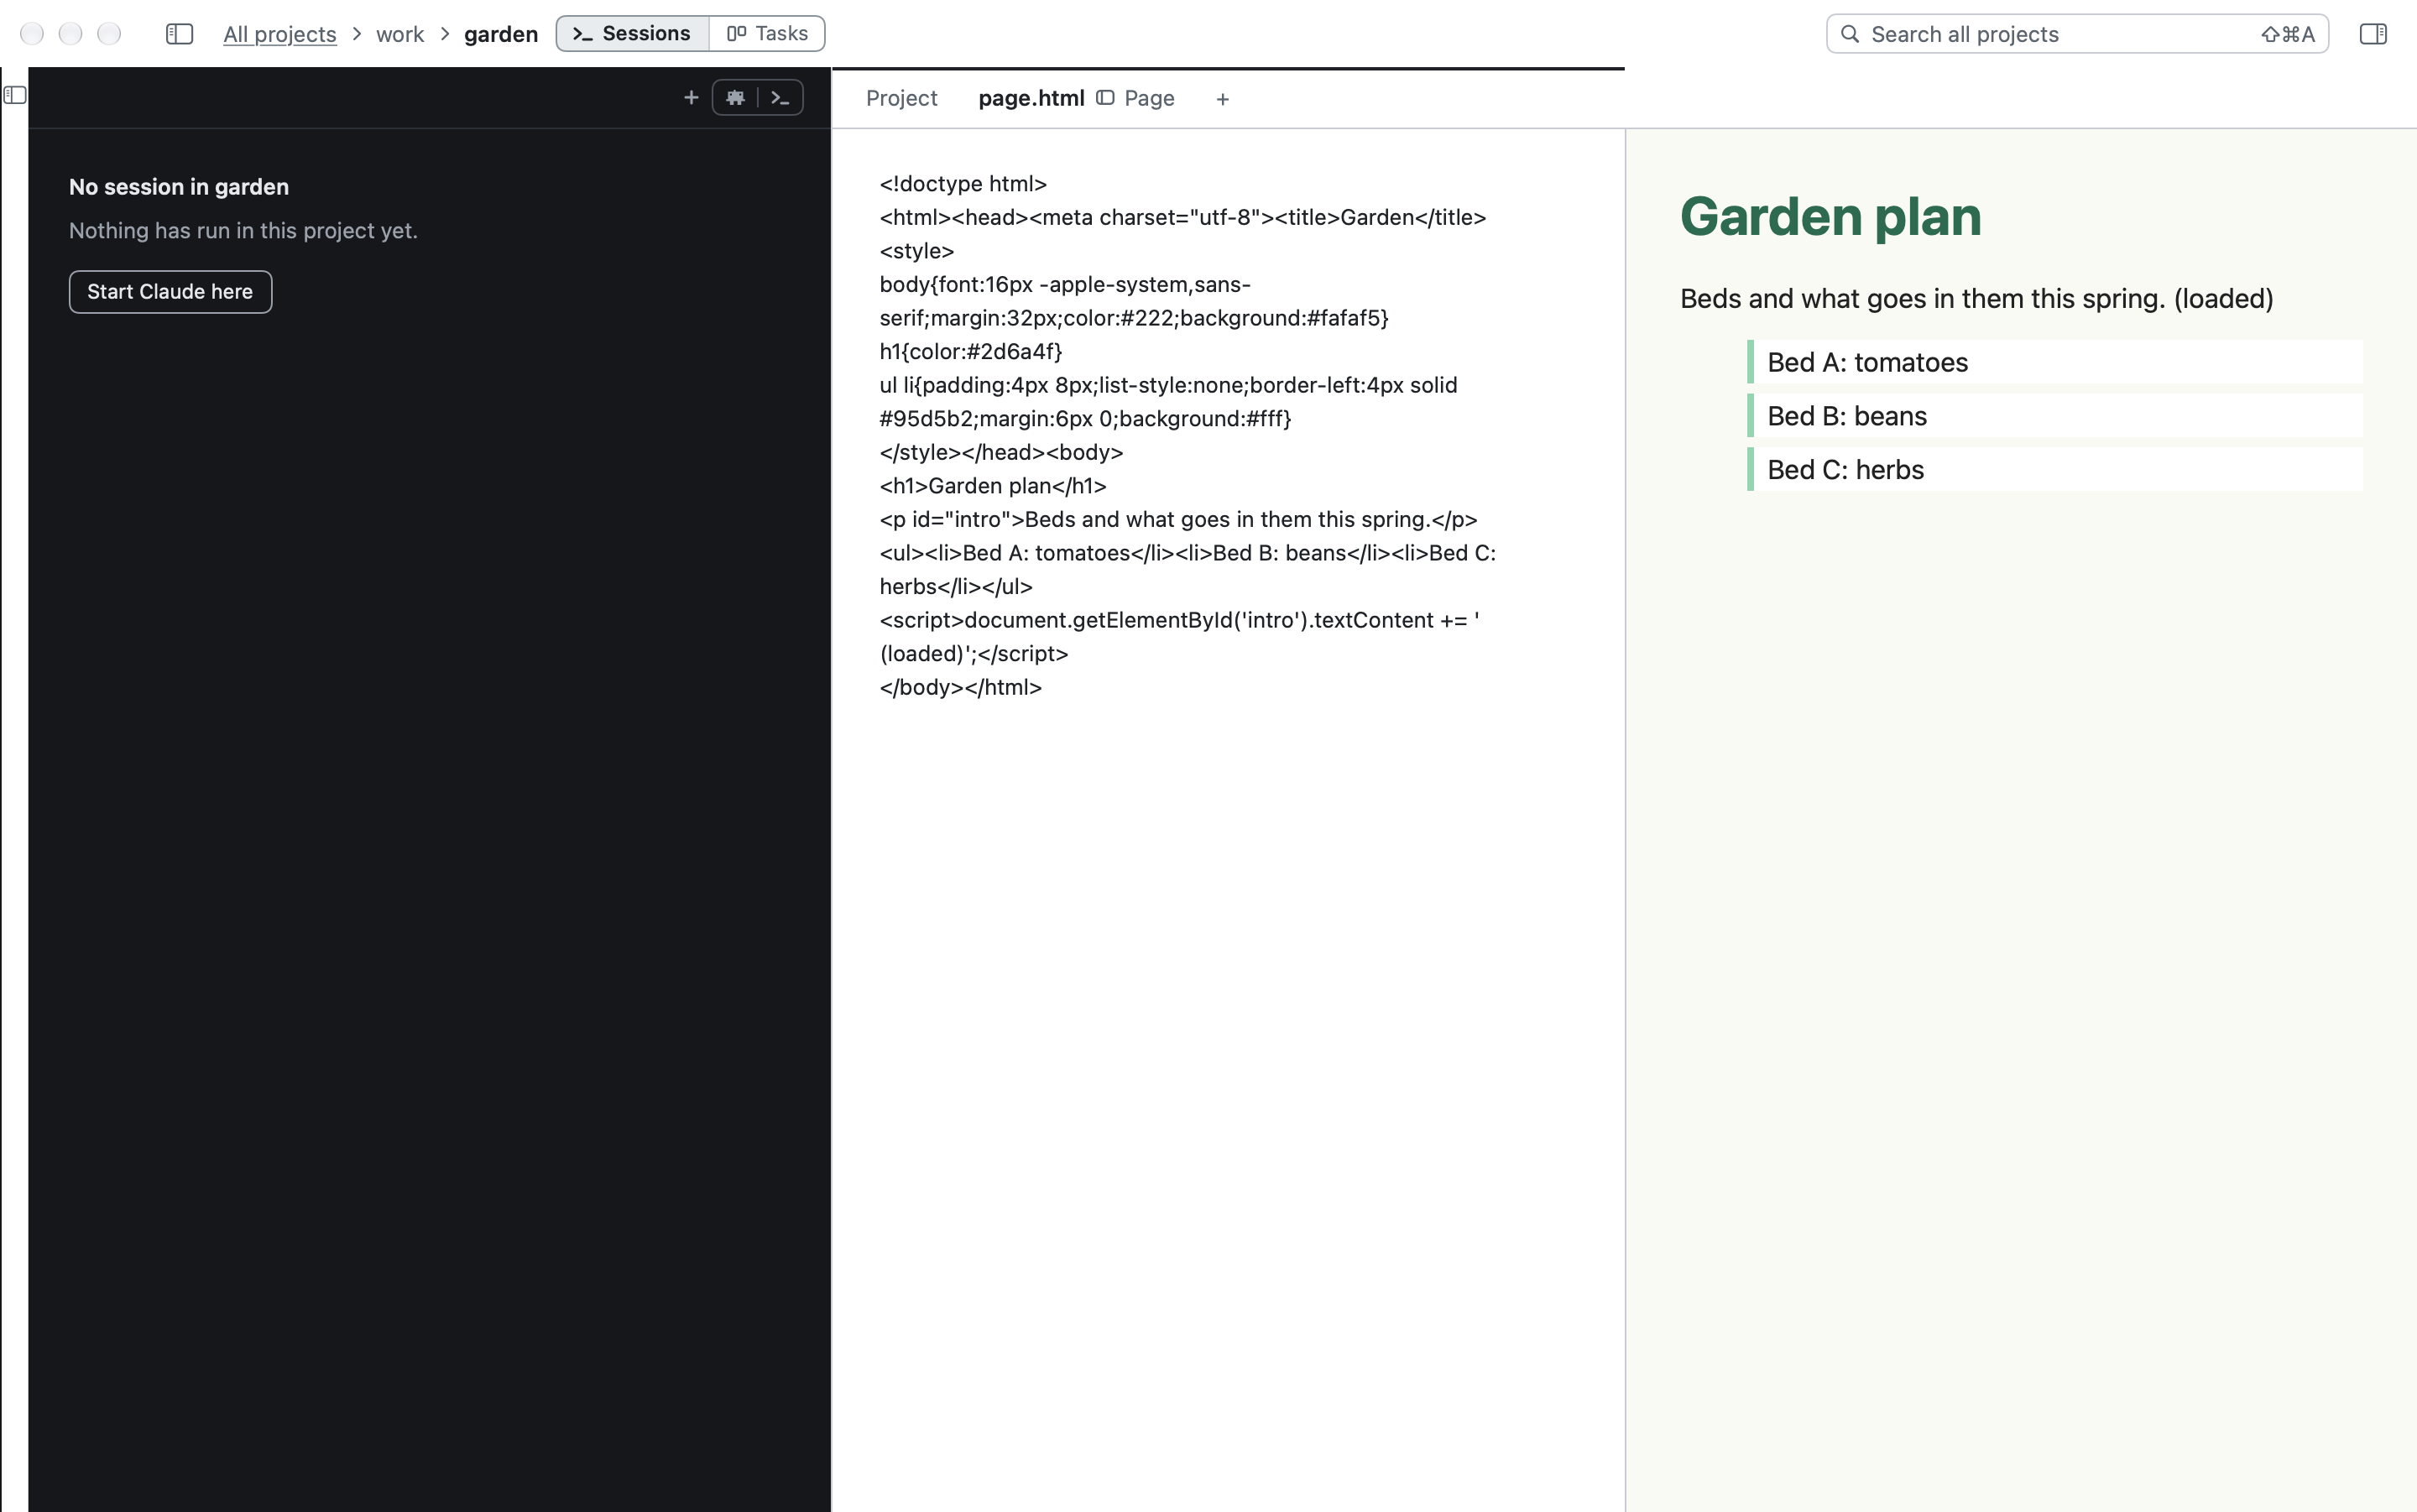 All projects > work > garden
Sessions
Tasks
Search all projects ⇧⌘A
No session in garden
Nothing has run in this project yet.
Start Claude here
Project
page.html
Page
+
<!doctype html>
<html><head><meta charset="utf-8"><title>Garden</title>
<style>
body{font:16px -apple-system,sans-
serif;margin:32px;color:#222;background:#fafaf5}
h1{color:#2d6a4f}
ul li{padding:4px 8px;list-style:none;border-left:4px solid
#95d5b2;margin:6px 0;background:#fff}
</style></head><body>
<h1>Garden plan</h1>
<p id="intro">Beds and what goes in them this spring.</p>
<ul><li>Bed A: tomatoes</li><li>Bed B: beans</li><li>Bed C:
herbs</li></ul>
<script>document.getElementById('intro').textContent += '
(loaded)';</script>
</body></html>
Garden plan
Beds and what goes in them this spring. (loaded)
Bed A: tomatoes
Bed B: beans
Bed C: herbs